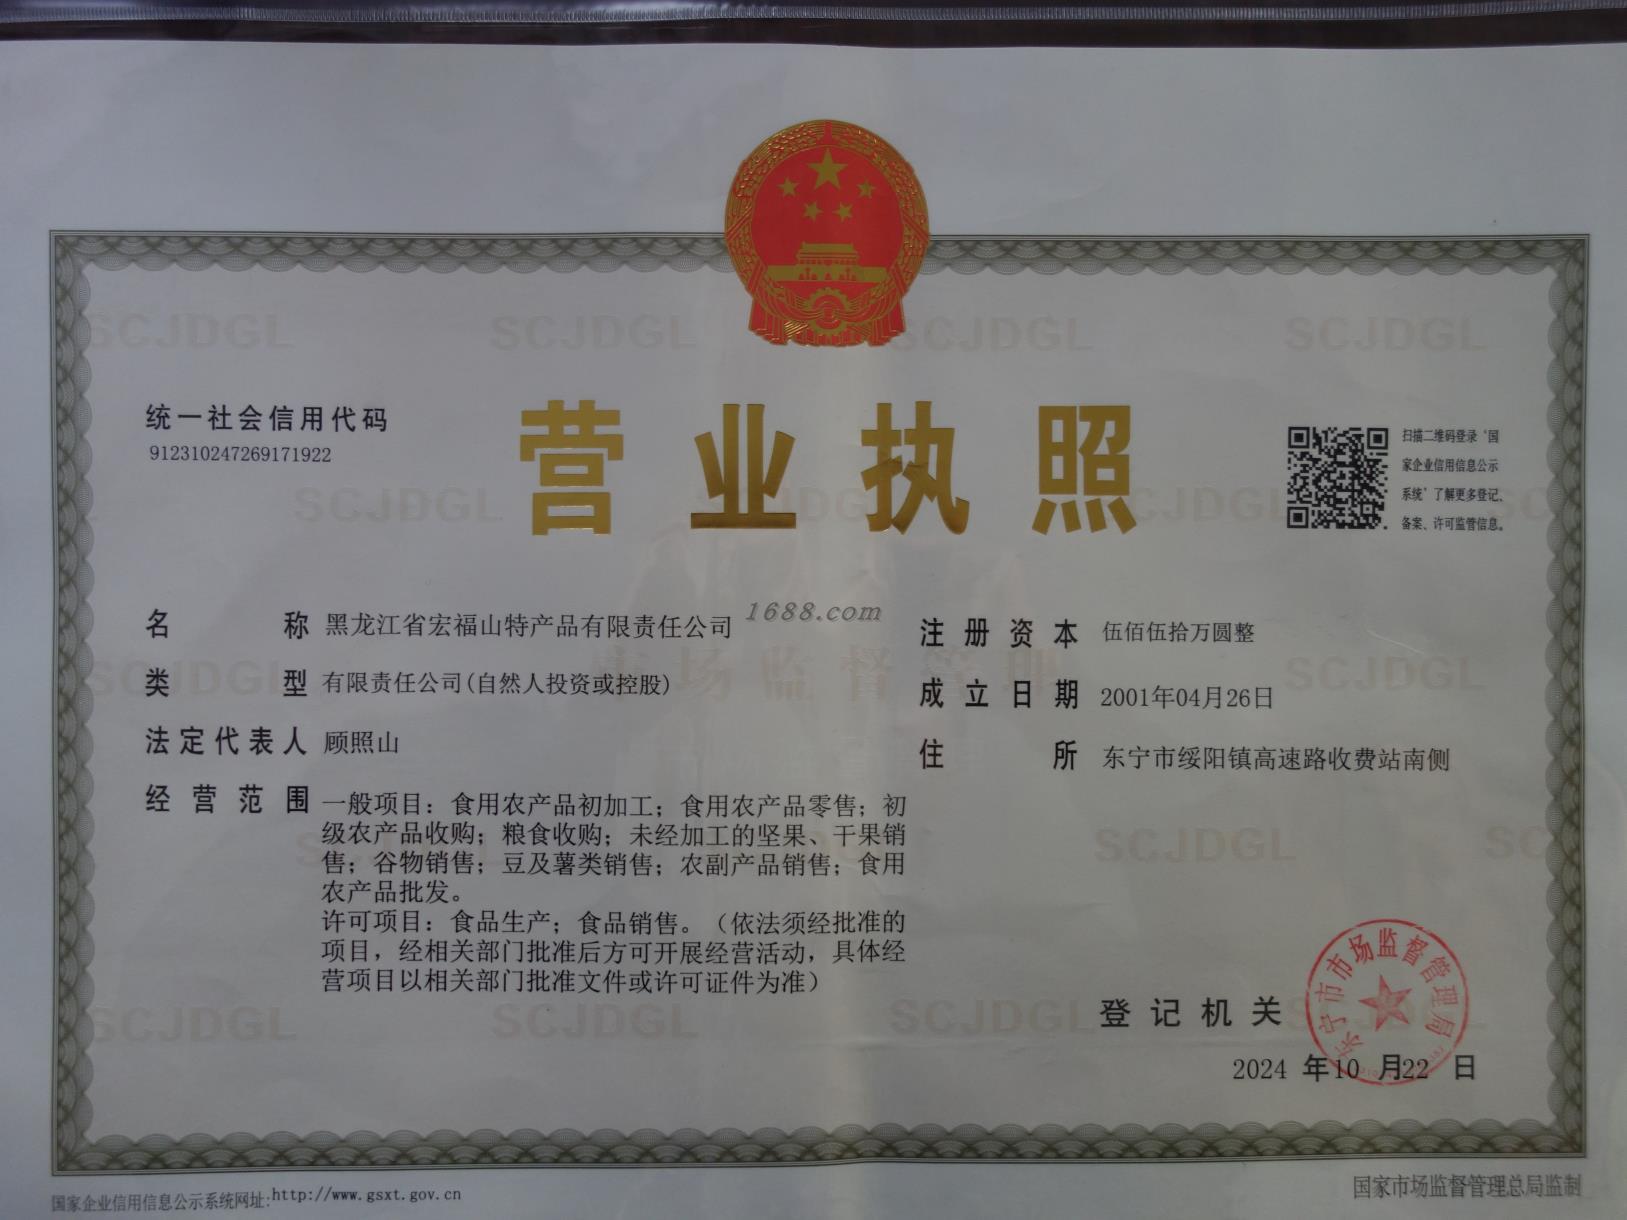 营业执照
统一社会信用代码
912310247269171922
扫描二维码登录‘国
家企业信用信息公示
系统’了解更多登记、
备案、许可监管信息。
1688.com
名称 黑龙江省宏福山特产品有限责任公司
类型 有限责任公司(自然人投资或控股)
法定代表人 顾照山
经营范围 一般项目：食用农产品初加工；食用农产品零售；初
级农产品收购；粮食收购；未经加工的坚果、干果销
售；谷物销售；豆及薯类销售；农副产品销售；食用
农产品批发。
许可项目：食品生产；食品销售。（依法须经批准的
项目，经相关部门批准后方可开展经营活动，具体经
营项目以相关部门批准文件或许可证件为准）
注册资本 伍佰伍拾万圆整
成立日期 2001年04月26日
住所 东宁市绥阳镇高速路收费站南侧
登记机关
东宁市市场监督管理局
2024 年10 月22 日
国家企业信用信息公示系统网址:http://www.gsxt.gov.cn
国家市场监督管理总局监制
SCJDGL
市场监督管理